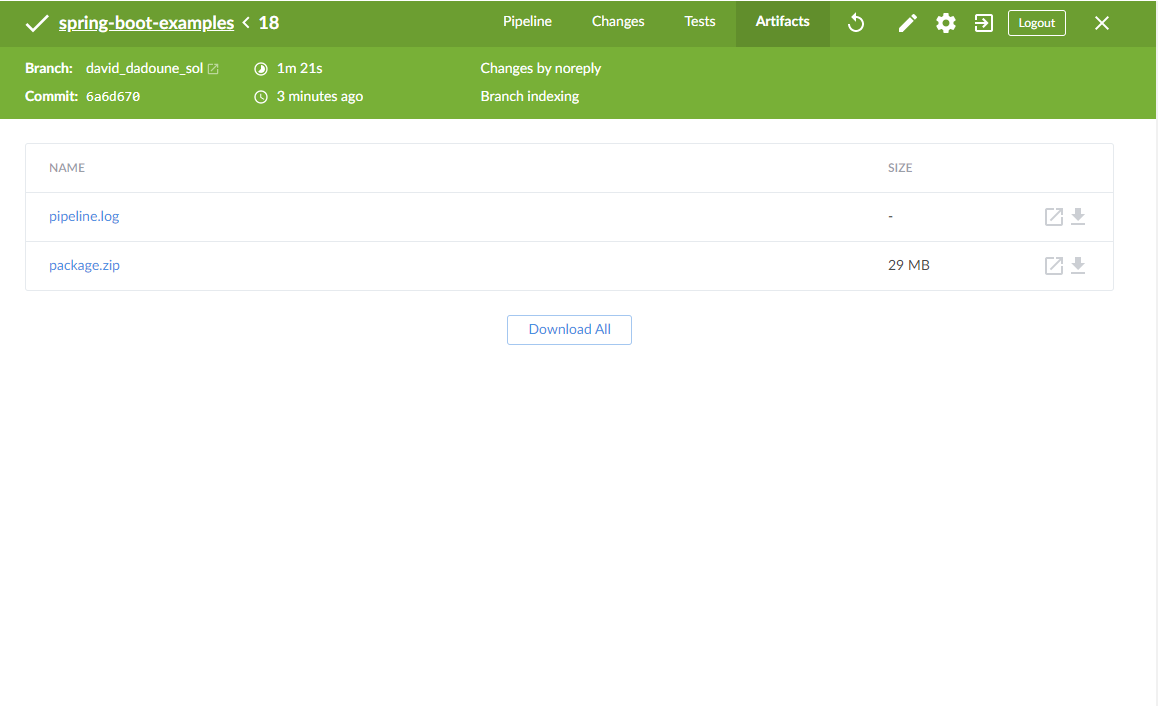 spring-boot-examples < 18 Pipeline Changes Tests Artifacts Logout
Branch: david_dadoune_sol 1m 21s Changes by noreply
Commit: 6a6d670 3 minutes ago Branch indexing
NAME SIZE
pipeline.log -
package.zip 29 MB
Download All